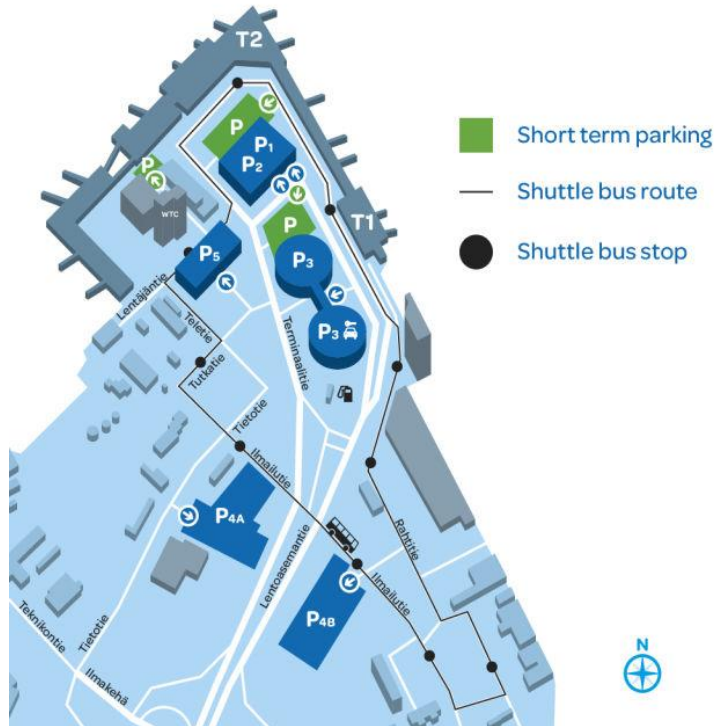 T2
P
P1
P2
P
WTC
T1
P
P5
P3
Lentäjäntie
Teletie
P3
Terminaalitie
Tutkatie
Tietotie
Ilmailutie
P4A
Rahtitie
Lentoasemantie
Ilmailutie
P4B
Teknikontie
Tietotie
Ilmakehä
Short term parking
Shuttle bus route
Shuttle bus stop
N